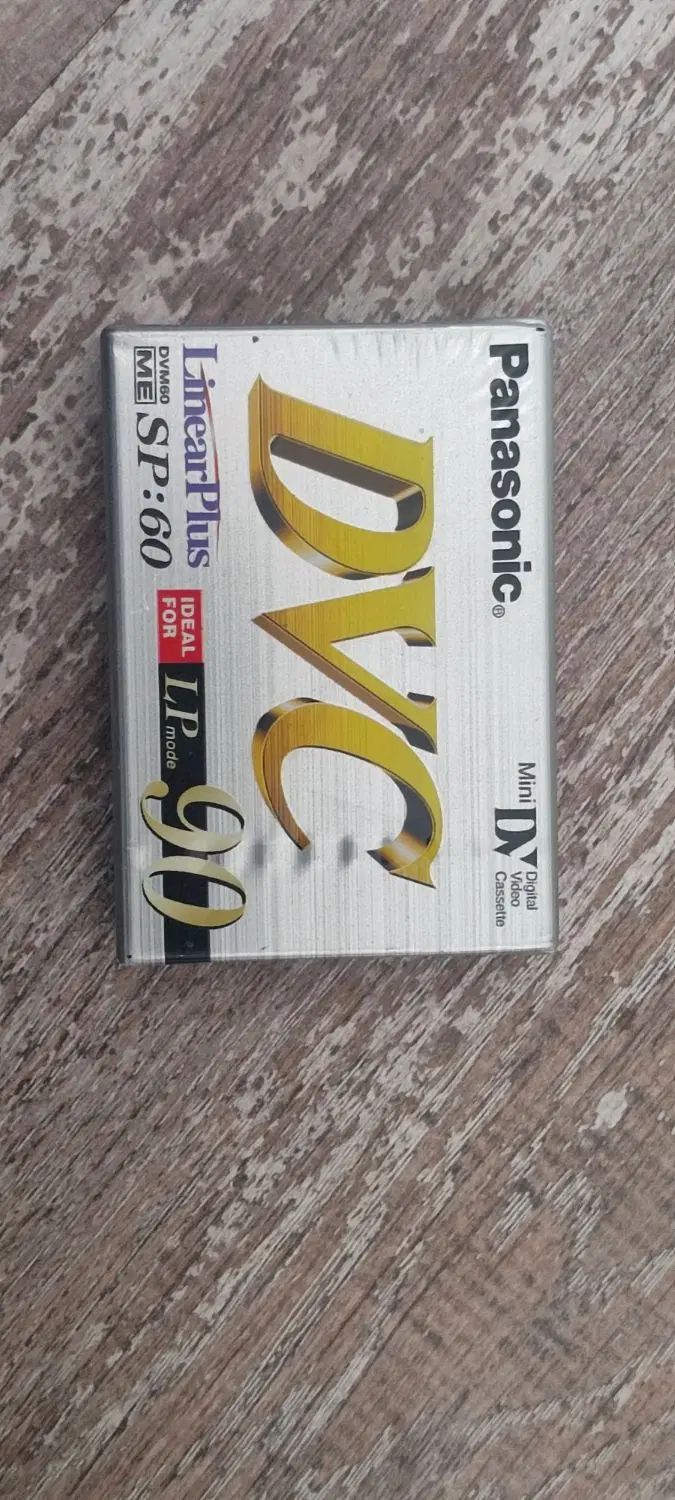 Panasonic®
Mini DV Digital
Video
Cassette
DVC
LinearPlus
DVM60
ME SP:60
IDEAL
FOR LP mode 90